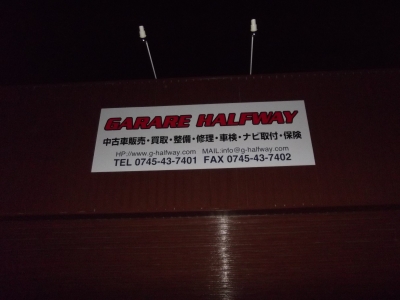 GARARE HALFWAY
中古車販売・買取・整備・修理・車検・ナビ取付・保険
HP://www.g-halfway.com MAIL:info@g-halfway.com
TEL 0745-43-7401 FAX 0745-43-7402